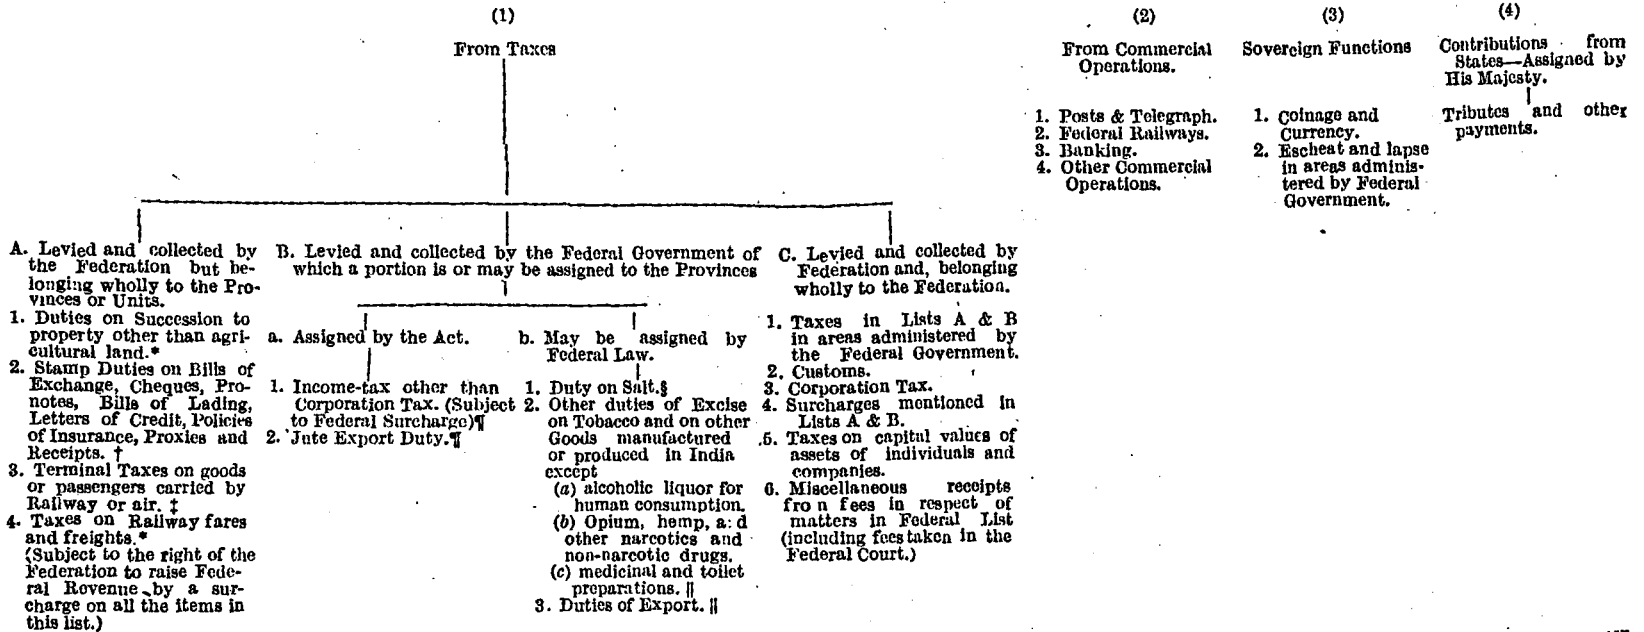 (1)
From Taxes
(2)
From Commercial
Operations.
1. Posts & Telegraph.
2. Federal Railways.
3. Banking.
4. Other Commercial
Operations.
(3)
Sovereign Functions
1. Coinage and
Currency.
2. Escheat and lapse
in areas adminis-
tered by Federal
Government.
(4)
Contributions from
States—Assigned by
His Majesty.
Tributes and other
payments.
A. Levied and collected by
the Federation but be-
longing wholly to the Pro-
vinces or Units.
1. Duties on Succession to
property other than agri-
cultural land.*
2. Stamp Duties on Bills of
Exchange, Cheques, Pro-
notes, Bills of Lading,
Letters of Credit, Policies
of Insurance, Proxies and
Receipts. †
3. Terminal Taxes on goods
or passengers carried by
Railway or air. ‡
4. Taxes on Railway fares
and freights.*
(Subject to the right of the
Federation to raise Fede-
ral Revenue by a sur-
charge on all the items in
this list.)
B. Levied and collected by the Federal Government of
which a portion is or may be assigned to the Provinces
a. Assigned by the Act.
1. Income-tax other than
Corporation Tax. (Subject
to Federal Surcharge)¶
2. Jute Export Duty.¶
b. May be assigned by
Federal Law.
1. Duty on Salt.§
2. Other duties of Excise
on Tobacco and on other
Goods manufactured
or produced in India
except
(a) alcoholic liquor for
human consumption.
(b) Opium, hemp, a:d
other narcotics and
non-narcotic drugs.
(c) medicinal and toilet
preparations. ||
3. Duties of Export. ||
C. Levied and collected by
Federation and, belonging
wholly to the Federation.
1. Taxes in Lists A & B
in areas administered by
the Federal Government.
2. Customs.
3. Corporation Tax.
4. Surcharges mentioned in
Lists A & B.
5. Taxes on capital values of
assets of individuals and
companies.
6. Miscellaneous receipts
fro n fees in respect of
matters in Federal List
(including fees taken in the
Federal Court.)